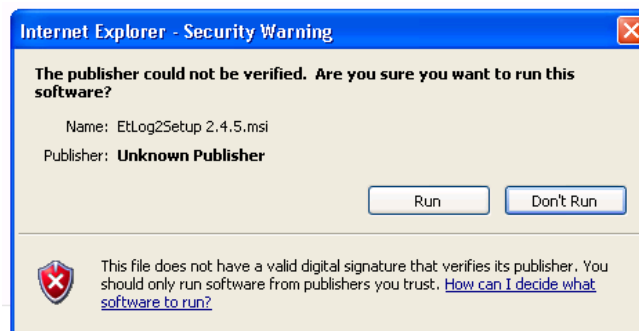 Internet Explorer - Security Warning
The publisher could not be verified. Are you sure you want to run this
software?
Name: EtLog2Setup 2.4.5.msi
Publisher: Unknown Publisher
Run
Don't Run
This file does not have a valid digital signature that verifies its publisher. You
should only run software from publishers you trust. How can I decide what
software to run?